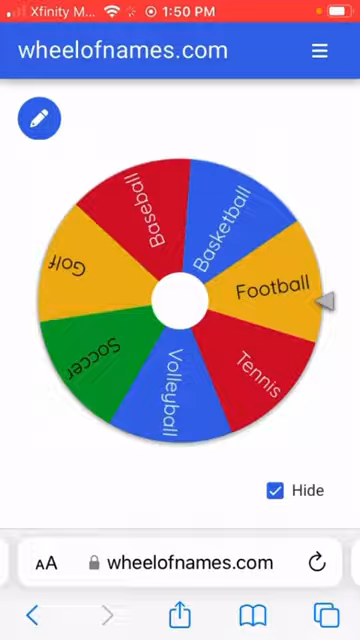 Xfinity M... 1:50 PM
wheelofnames.com
Baseball
Basketball
Golf
Football
Soccer
Volleyball
Tennis
Hide
AA wheelofnames.com